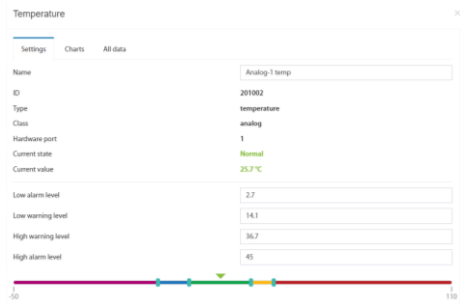 Temperature ×
Settings Charts All data
Name Analog-1 temp
ID 201002
Type temperature
Class analog
Hardware port 1
Current state Normal
Current value 25.7 °C
Low alarm level 2.7
Low warning level 14.1
High warning level 36.7
High alarm level 45
-50 110